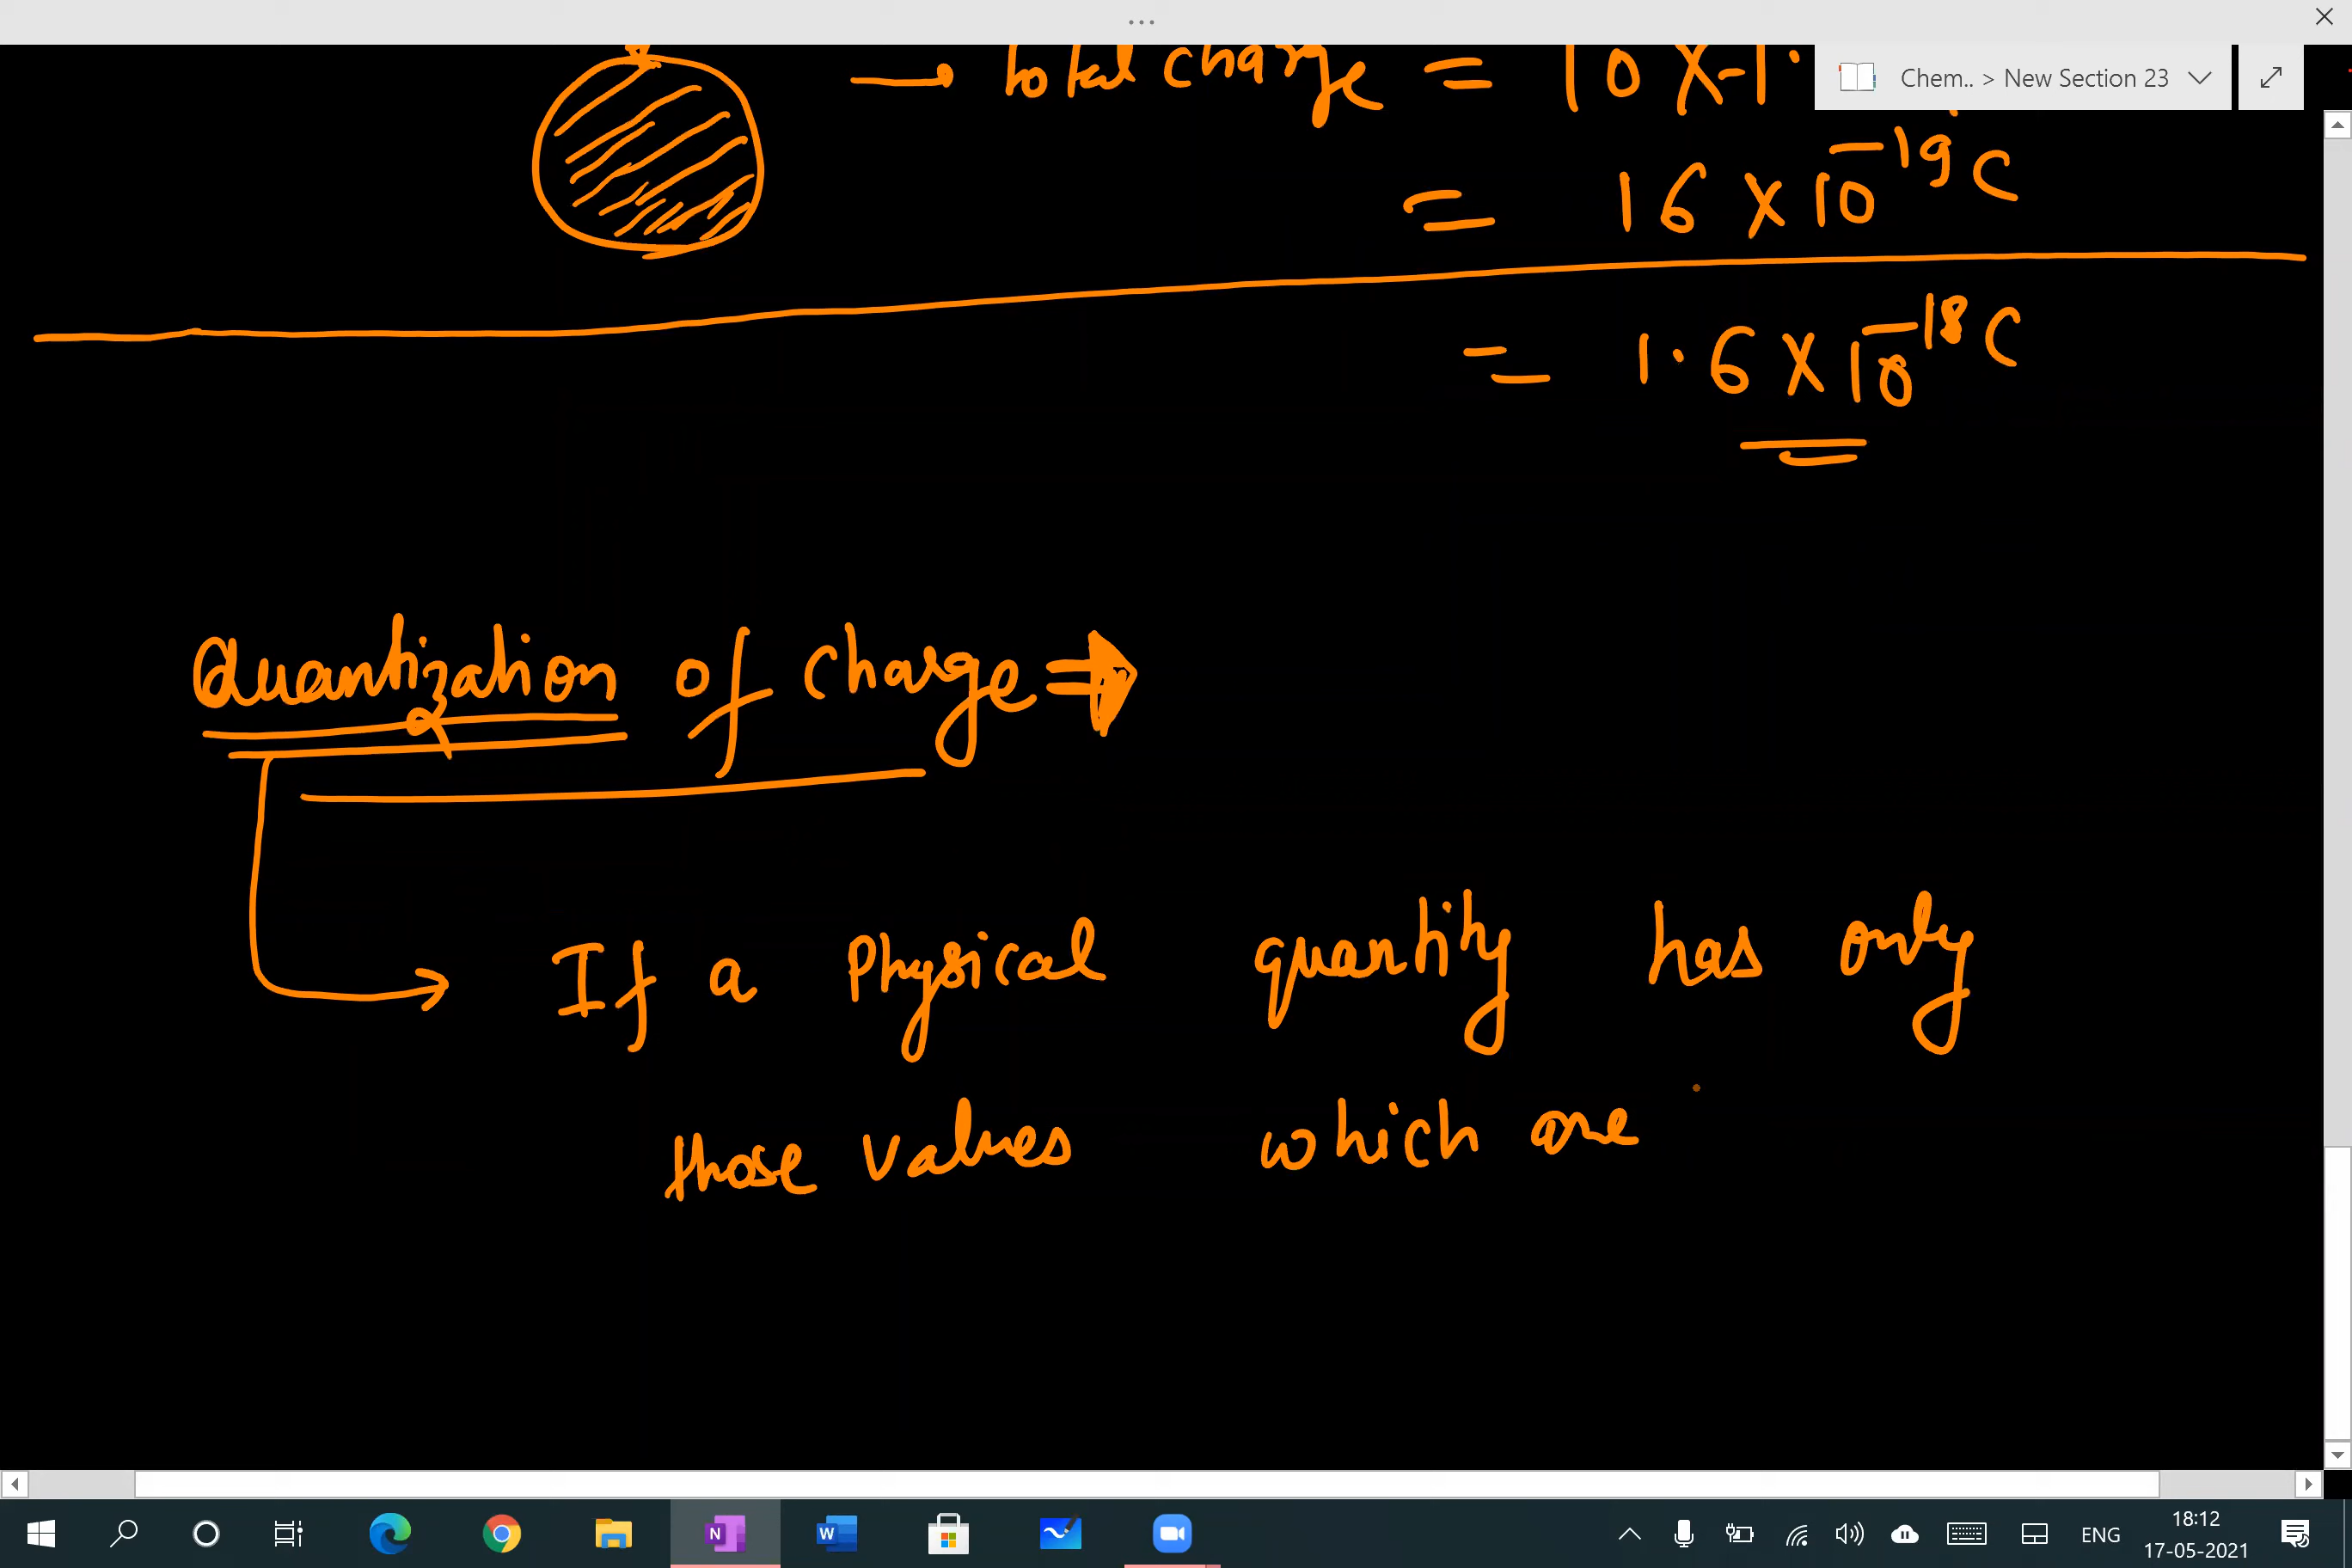 → total charge = 10 X-1.
Chem.. > New Section 23
= 16 X 10⁻¹⁹ C
= 1.6 X 10⁻¹⁸ C
Quantization of charge ⇒
→ If a Physical quantity has only
those values which are
ENG
18:12
17-05-2021